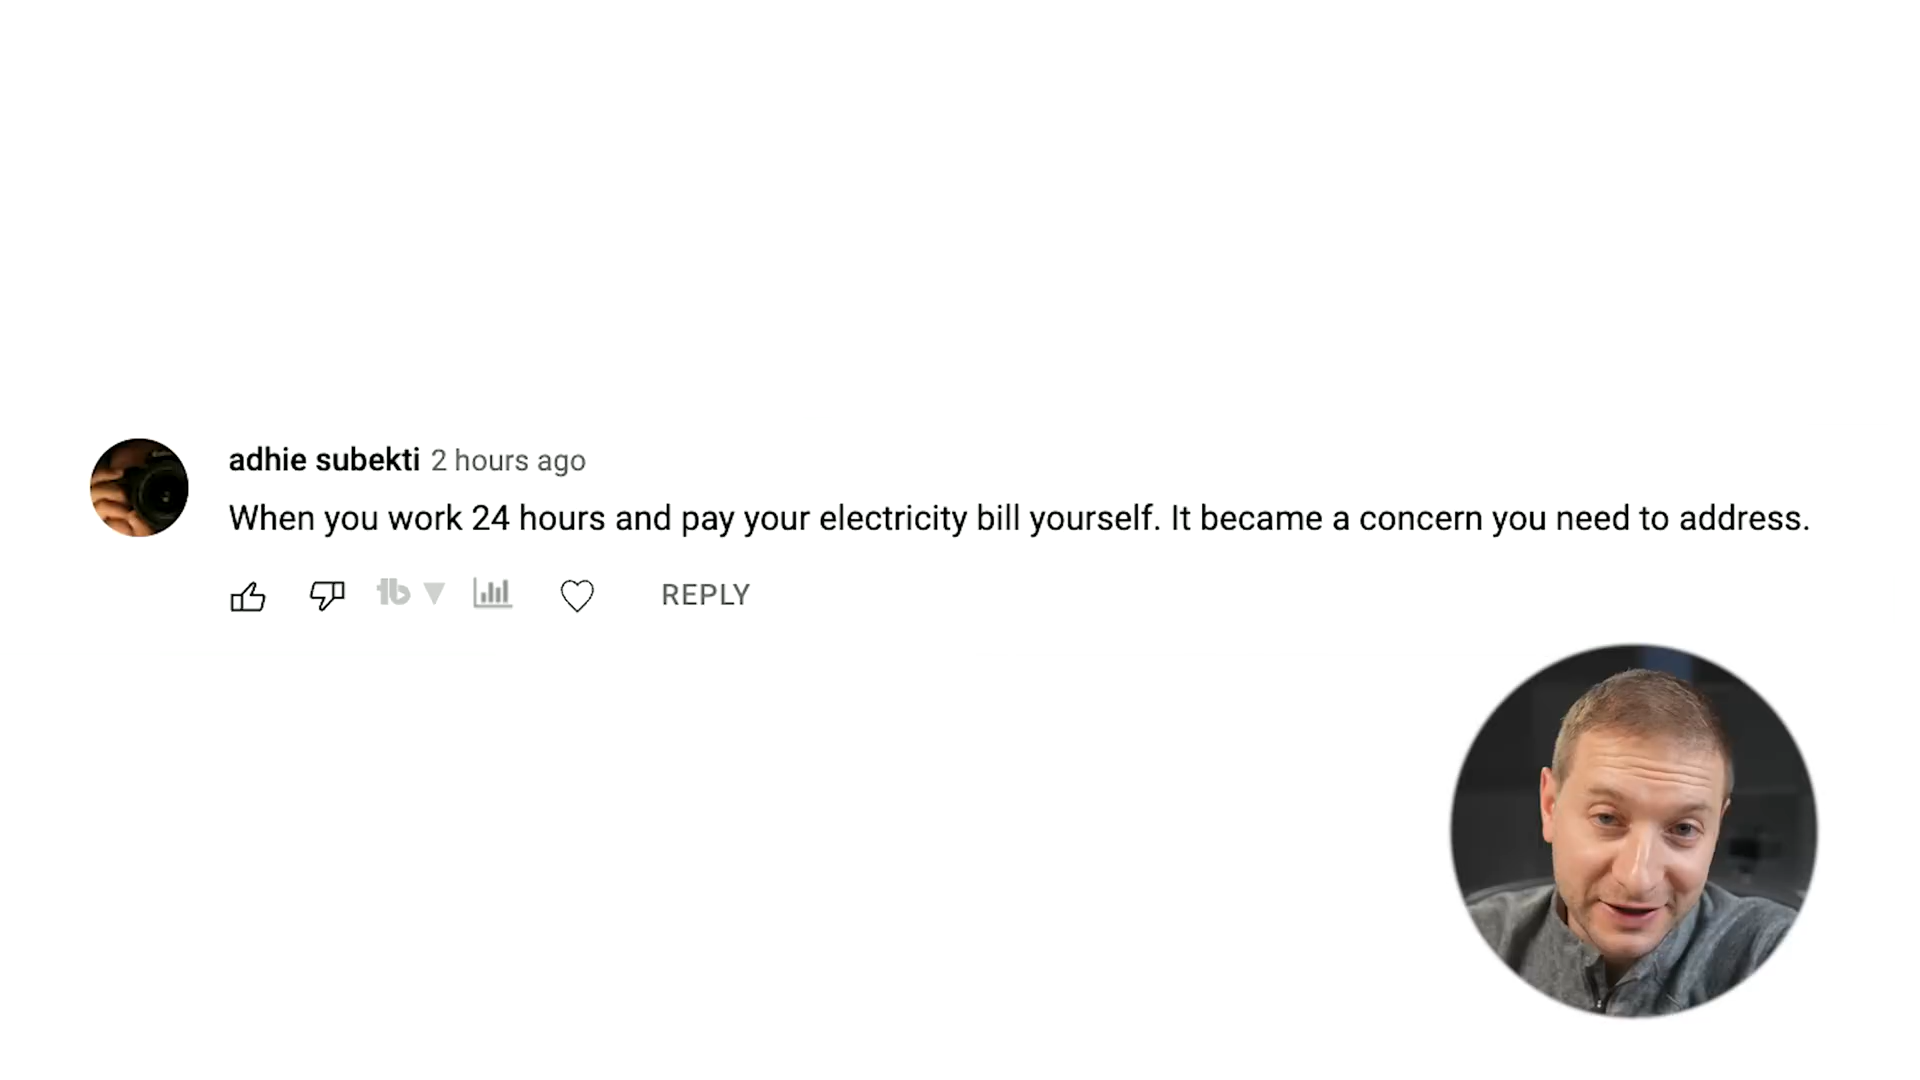 adhie subekti 2 hours ago
When you work 24 hours and pay your electricity bill yourself. It became a concern you need to address.
tb REPLY